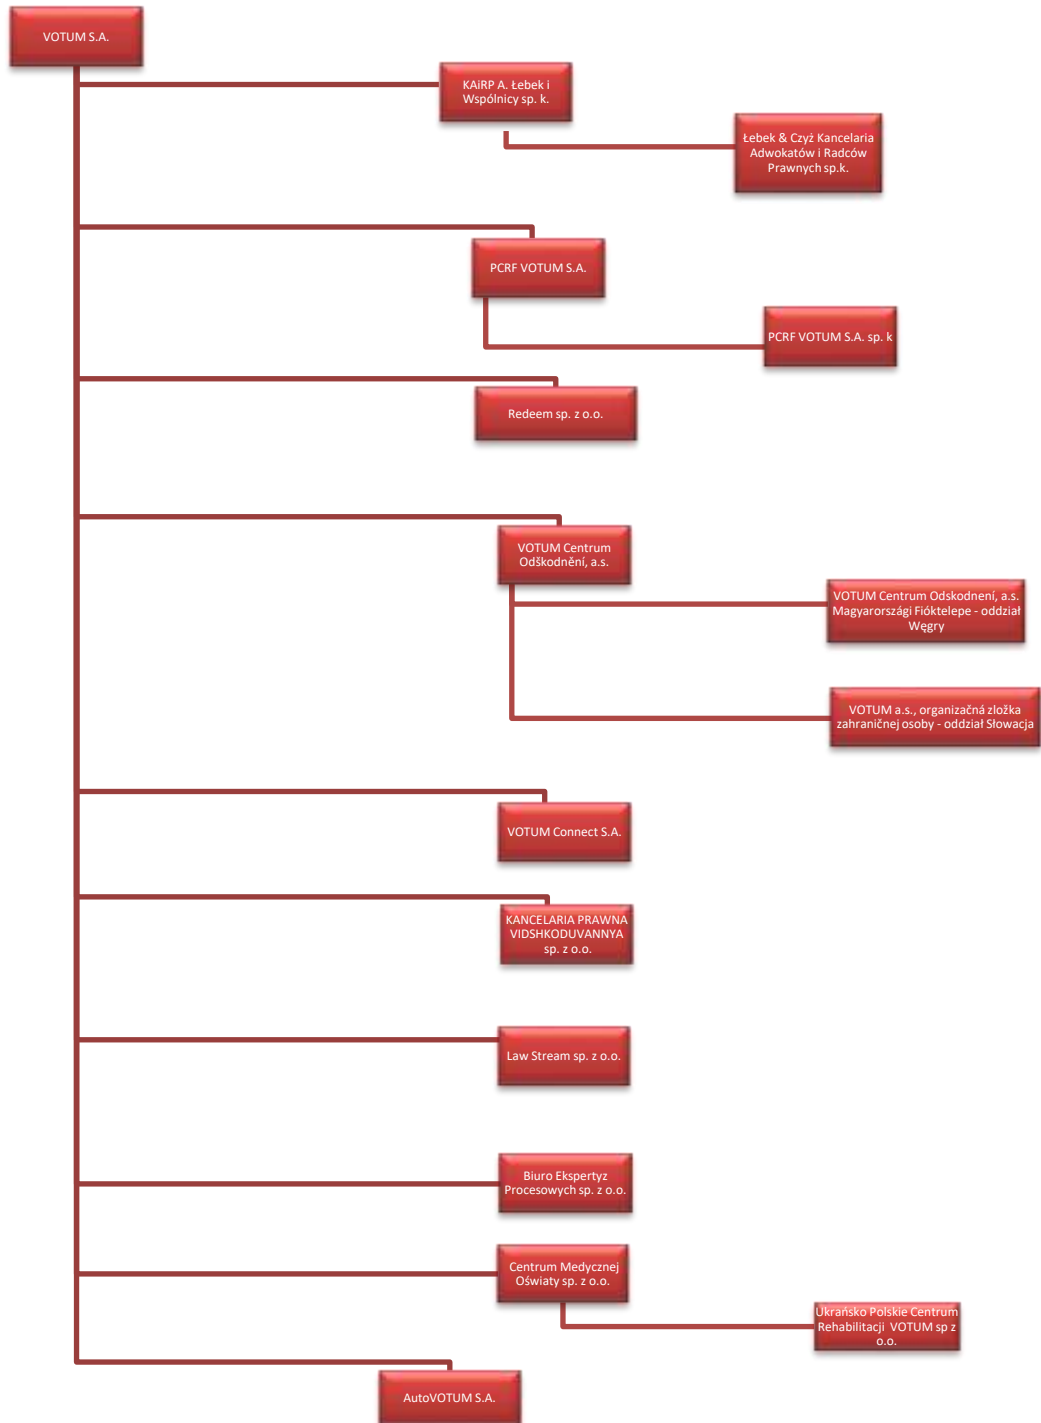 VOTUM S.A.
KAiRP A. Łebek i
Wspólnicy sp. k.
Łebek & Czyż Kancelaria
Adwokatów i Radców
Prawnych sp.k.
PCRF VOTUM S.A.
PCRF VOTUM S.A. sp. k
Redeem sp. z o.o.
VOTUM Centrum
Odškodnění, a.s.
VOTUM Centrum Odskodnení, a.s.
Magyarországi Fióktelepe - oddział
Węgry
VOTUM a.s., organizačná zložka
zahraničnej osoby - oddział Słowacja
VOTUM Connect S.A.
KANCELARIA PRAWNA
VIDSHKODUVANNYA
sp. z o.o.
Law Stream sp. z o.o.
Biuro Ekspertyz
Procesowych sp. z o.o.
Centrum Medycznej
Oświaty sp. z o.o.
Ukrańsko Polskie Centrum
Rehabilitacji VOTUM sp z
o.o.
AutoVOTUM S.A.